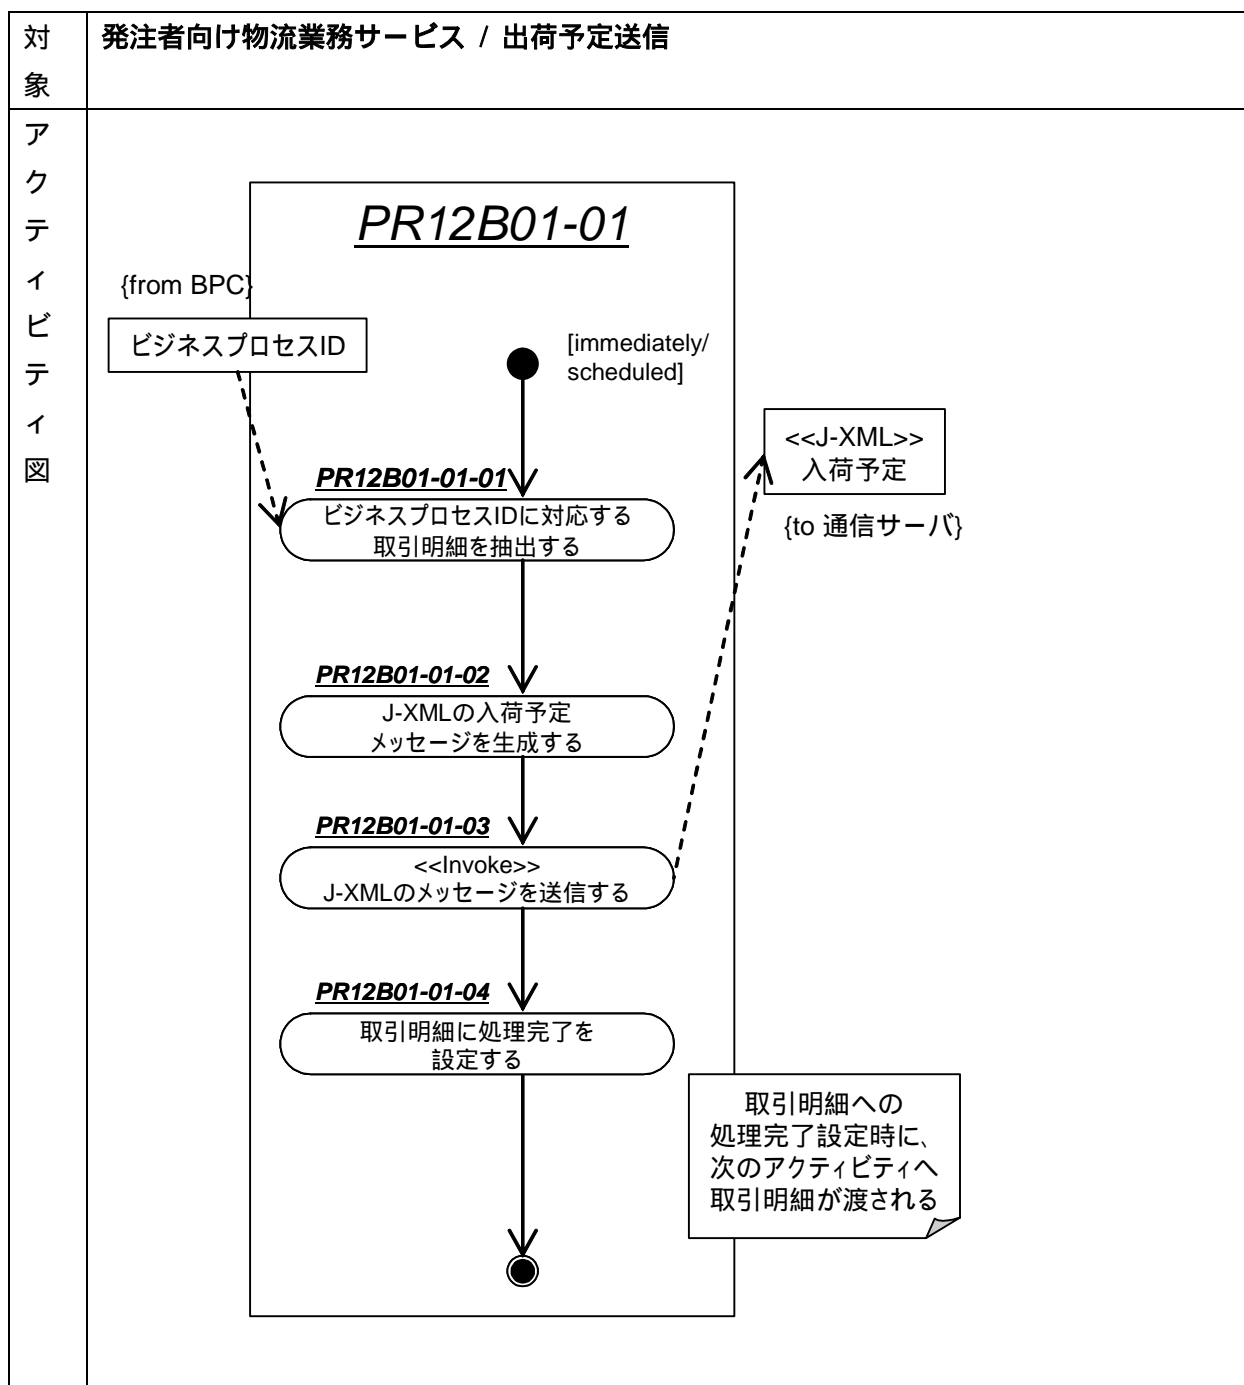 対象
発注者向け物流業務サービス / 出荷予定送信
アクティビティ図
PR12B01-01
{from BPC}
ビジネスプロセスID
[immediately/
scheduled]
<<J-XML>>
入荷予定
{to 通信サーバ}
PR12B01-01-01
ビジネスプロセスIDに対応する
取引明細を抽出する
PR12B01-01-02
J-XMLの入荷予定
メッセージを生成する
PR12B01-01-03
<<Invoke>>
J-XMLのメッセージを送信する
PR12B01-01-04
取引明細に処理完了を
設定する
取引明細への
処理完了設定時に、
次のアクティビティへ
取引明細が渡される